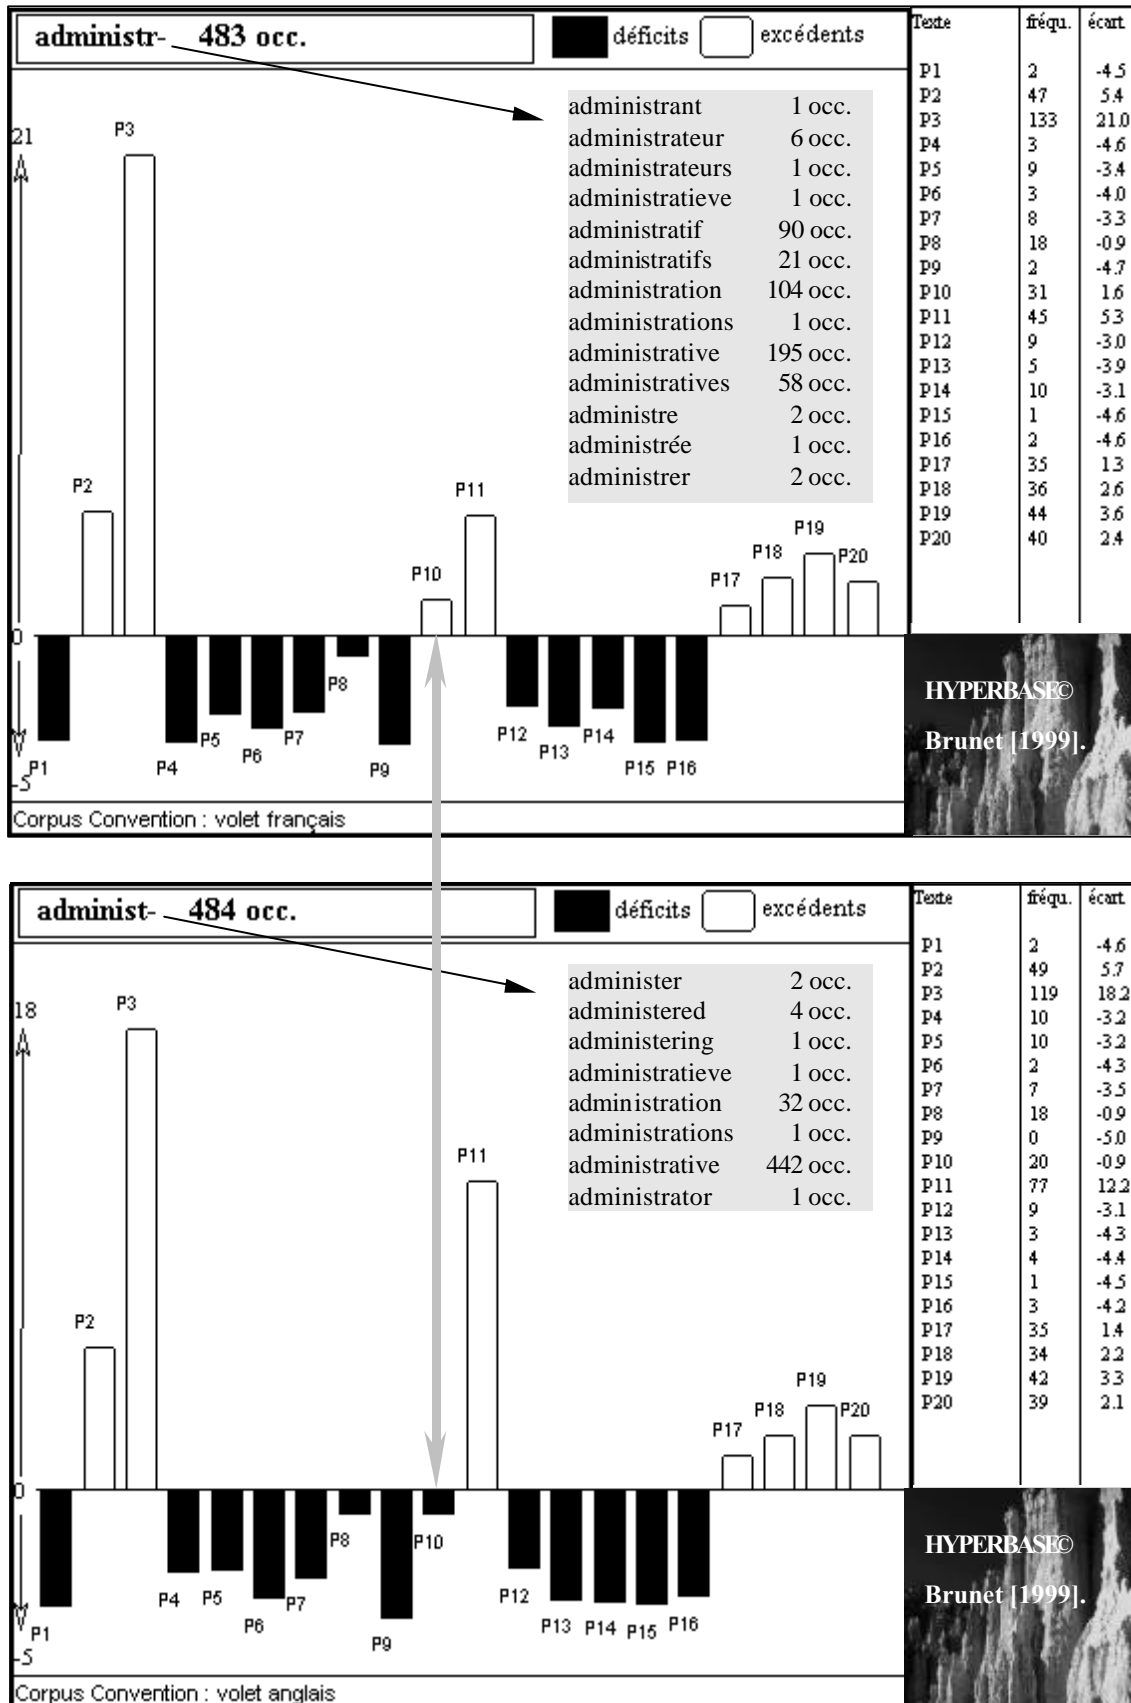 administr- 483 occ.
déficits excédents
Texte fréqu. écart
P1 2 -4.5
P2 47 5.4
P3 133 21.0
P4 3 -4.6
P5 9 -3.4
P6 3 -4.0
P7 8 -3.3
P8 18 -0.9
P9 2 -4.7
P10 31 1.6
P11 45 5.3
P12 9 -3.0
P13 5 -3.9
P14 10 -3.1
P15 1 -4.6
P16 2 -4.6
P17 35 1.3
P18 36 2.6
P19 44 3.6
P20 40 2.4
administrant 1 occ.
administrateur 6 occ.
administrateurs 1 occ.
administratieve 1 occ.
administratif 90 occ.
administratifs 21 occ.
administration 104 occ.
administrations 1 occ.
administrative 195 occ.
administratives 58 occ.
administre 2 occ.
administrée 1 occ.
administrer 2 occ.
21
0
-5
P1
P2
P3
P4
P5
P6
P7
P8
P9
P10
P11
P12
P13
P14
P15
P16
P17
P18
P19
P20
HYPERBASE©
Brunet [1999].
Corpus Convention : volet français
administ- 484 occ.
déficits excédents
Texte fréqu. écart
P1 2 -4.6
P2 49 5.7
P3 119 18.2
P4 10 -3.2
P5 10 -3.2
P6 2 -4.3
P7 7 -3.5
P8 18 -0.9
P9 0 -5.0
P10 20 -0.9
P11 77 12.2
P12 9 -3.1
P13 3 -4.3
P14 4 -4.4
P15 1 -4.5
P16 3 -4.2
P17 35 1.4
P18 34 2.2
P19 42 3.3
P20 39 2.1
administer 2 occ.
administered 4 occ.
administering 1 occ.
administratieve 1 occ.
administration 32 occ.
administrations 1 occ.
administrative 442 occ.
administrator 1 occ.
18
0
-5
P1
P2
P3
P4
P5
P6
P7
P8
P9
P10
P11
P12
P13
P14
P15
P16
P17
P18
P19
P20
HYPERBASE©
Brunet [1999].
Corpus Convention : volet anglais